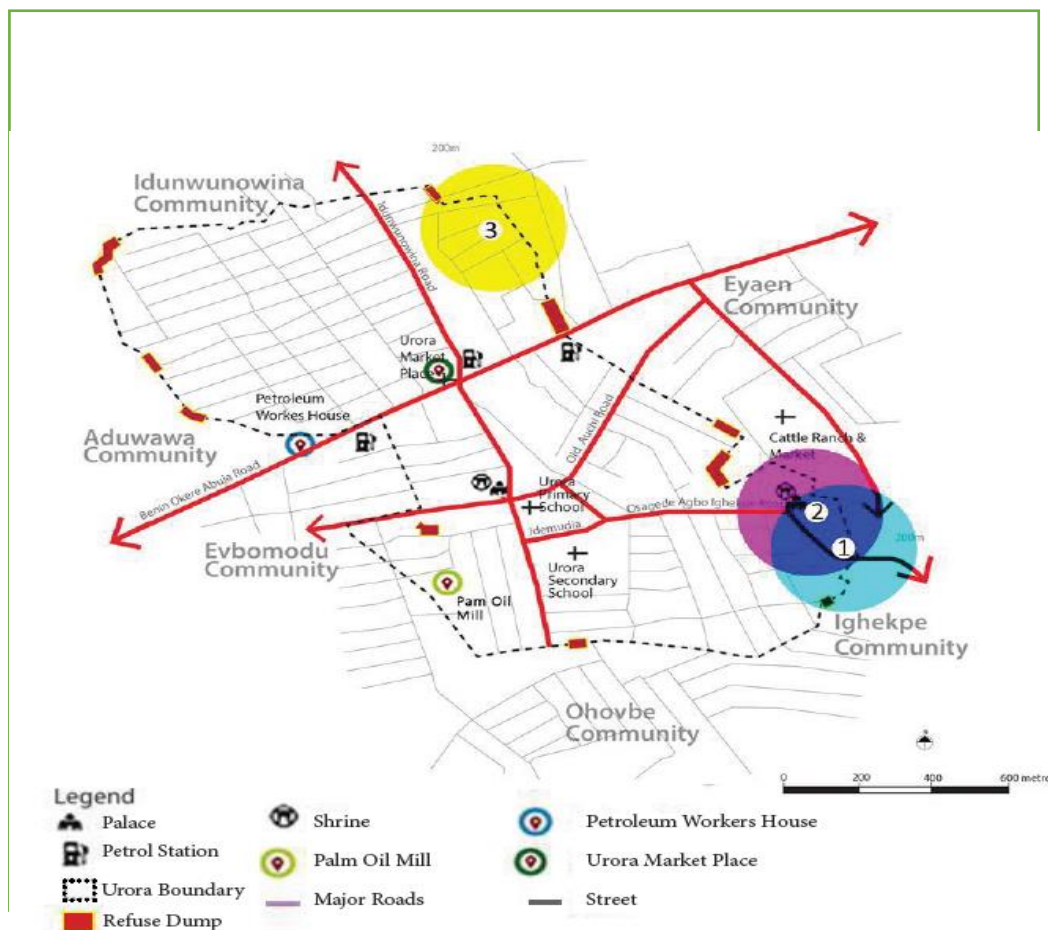 200m
Idunwunowina
Community
Idunwunowina Road
3
Eyaen
Community
Urora
Market
Place
Petroleum
Workes House
Old Auchi Road
Cattle Ranch &
Market
Aduwawa
Community
Benin Okere Abuja Road
Urora
Primary
School
Osagede Agbo Ighekpe
2
1
200m
Idemudia
Evbomodu
Community
Urora
Secondary
School
Pam Oil
Mill
Ighekpe
Community
Ohovbe
Community
0 200 400 600 metre
Legend
Palace
Shrine
Petroleum Workers House
Petrol Station
Palm Oil Mill
Urora Market Place
Urora Boundary
Major Roads
Street
Refuse Dump